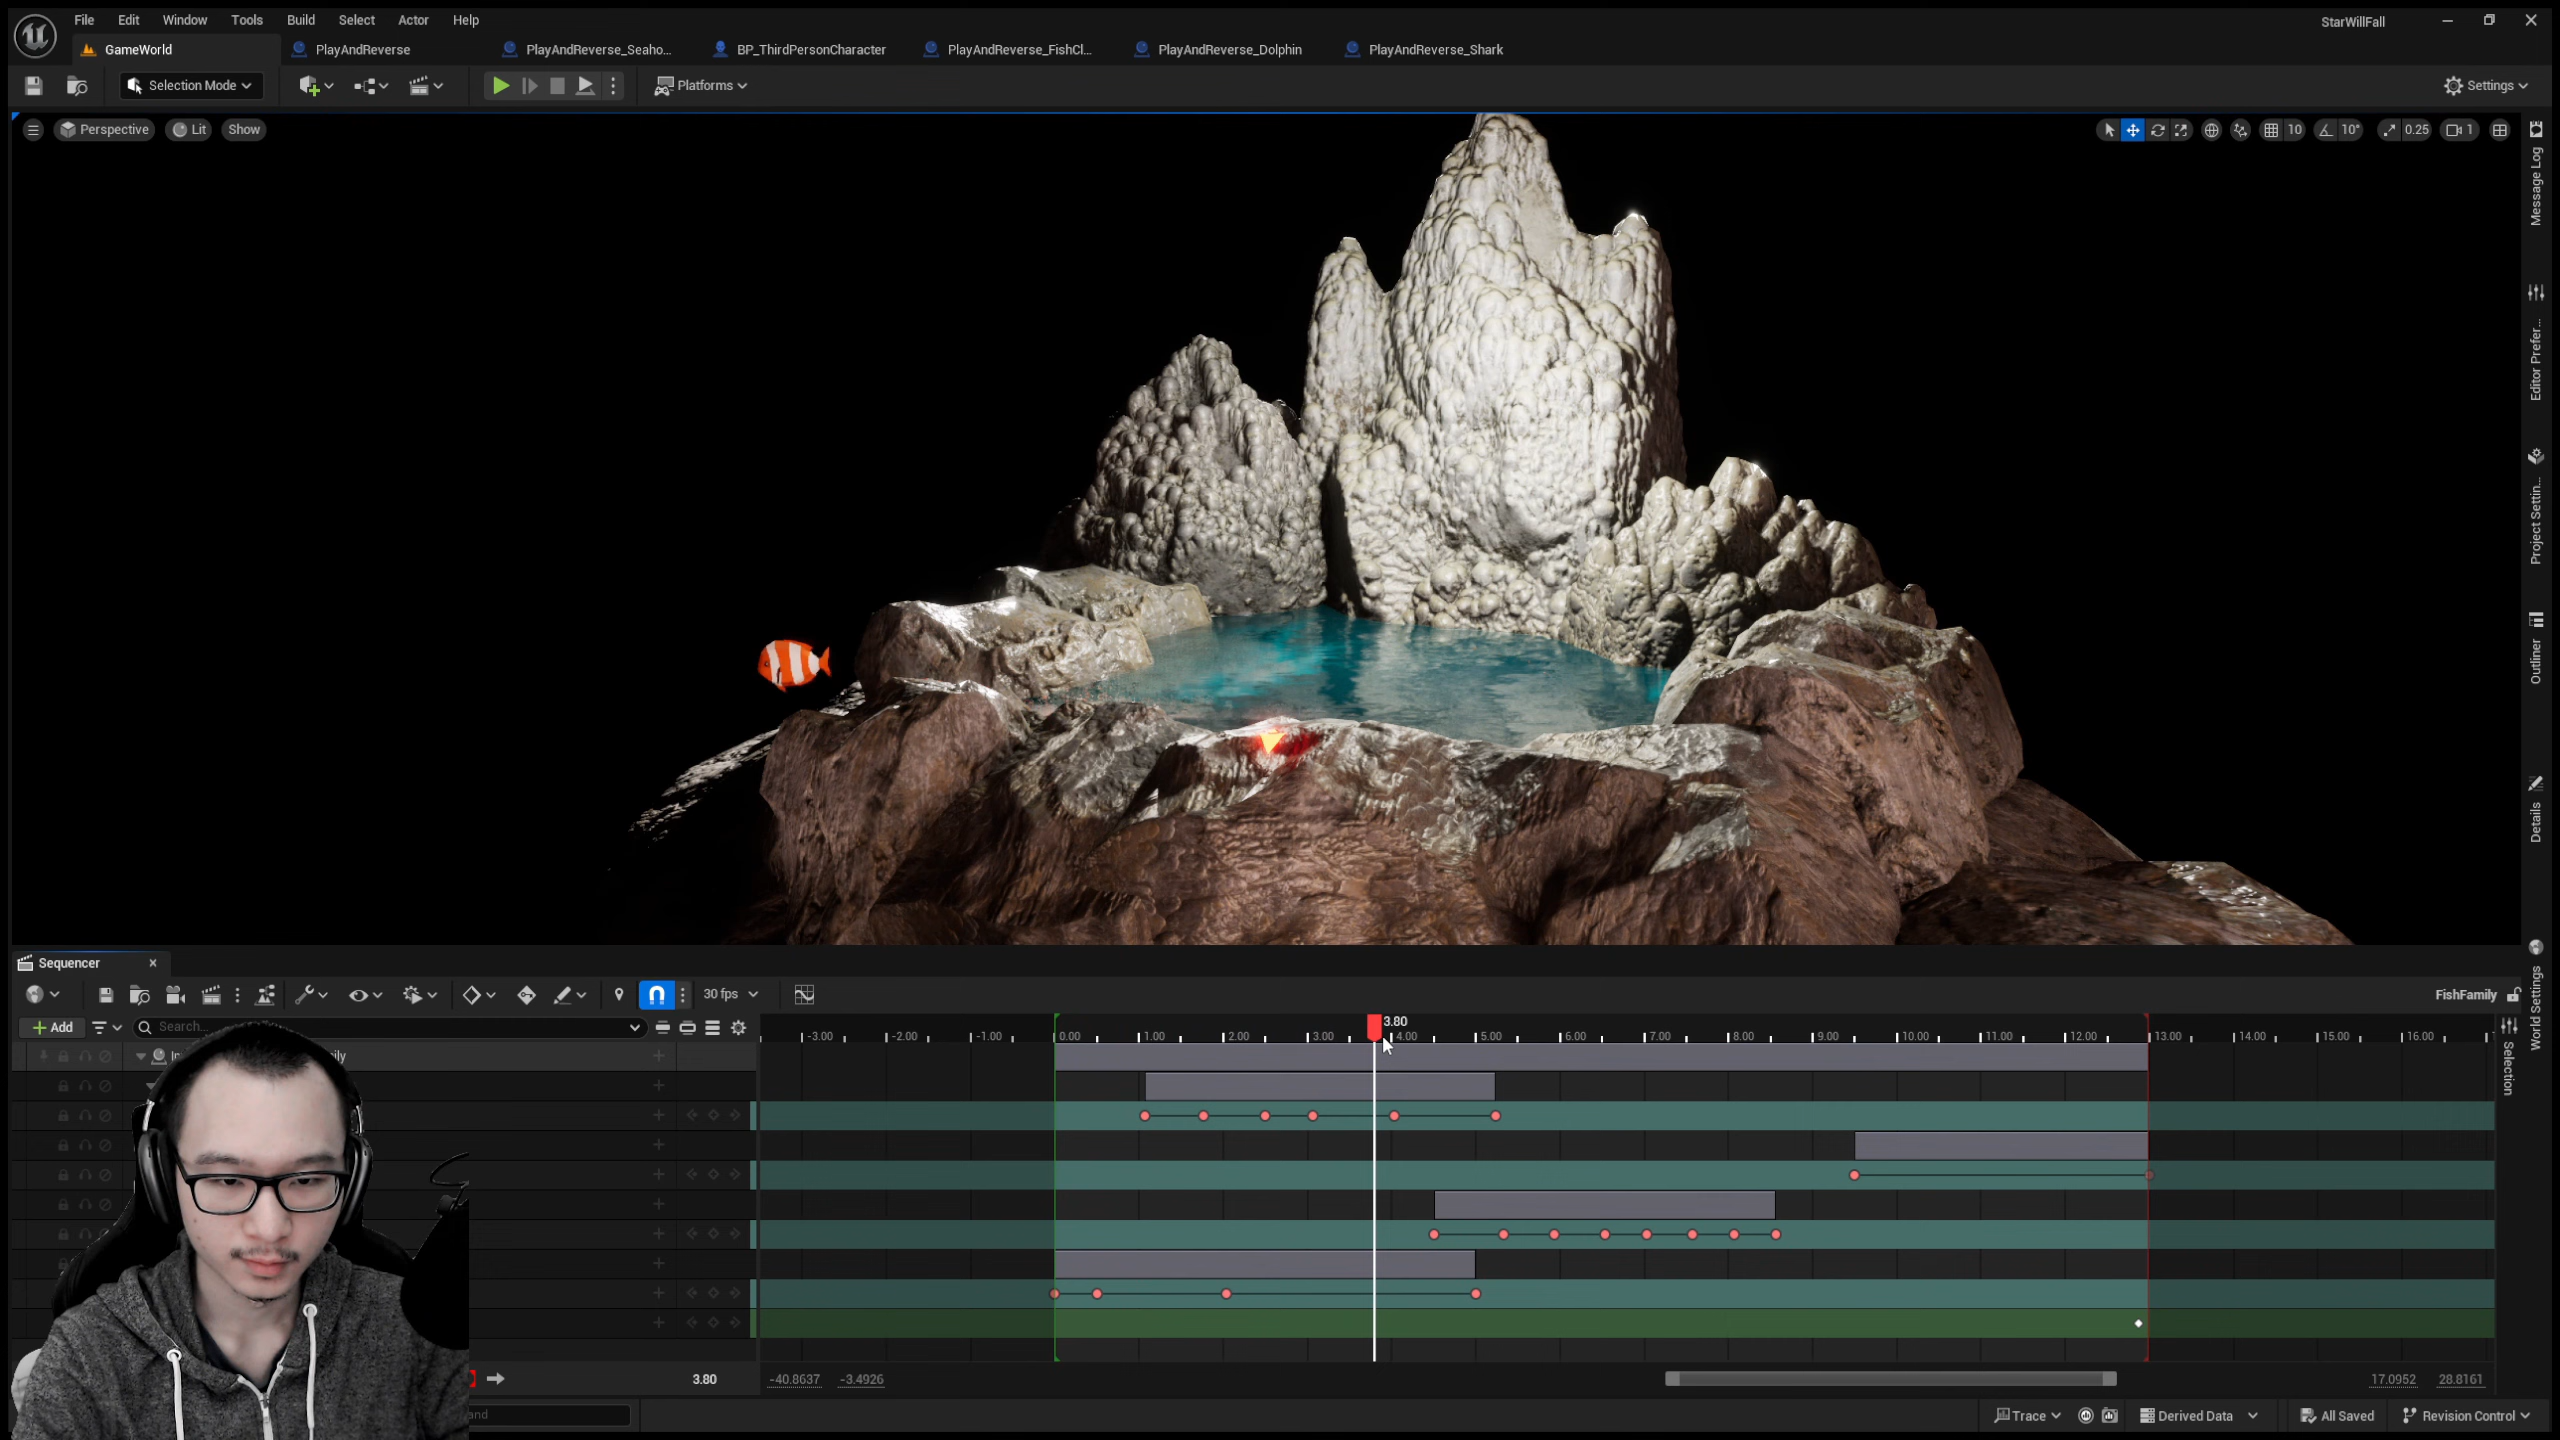 File Edit Window Tools Build Select Actor Help
StarWillFall
GameWorld PlayAndReverse PlayAndReverse_Seaho... BP_ThirdPersonCharacter PlayAndReverse_FishCl... PlayAndReverse_Dolphin PlayAndReverse_Shark
Selection Mode Platforms Settings
Perspective Lit Show 10 10° 0.25 1
Message Log
Editor Prefer...
Project Settin...
Outliner
Details
World Settings
Sequencer
30 fps FishFamily
Add Search...
3.80
-3.00 -2.00 -1.00 0.00 1.00 2.00 3.00 4.00 5.00 6.00 7.00 8.00 9.00 10.00 11.00 12.00 13.00 14.00 15.00 16.00
Selection
3.80 -40.8637 -3.4926 17.0952 28.8161
Trace Derived Data All Saved Revision Control